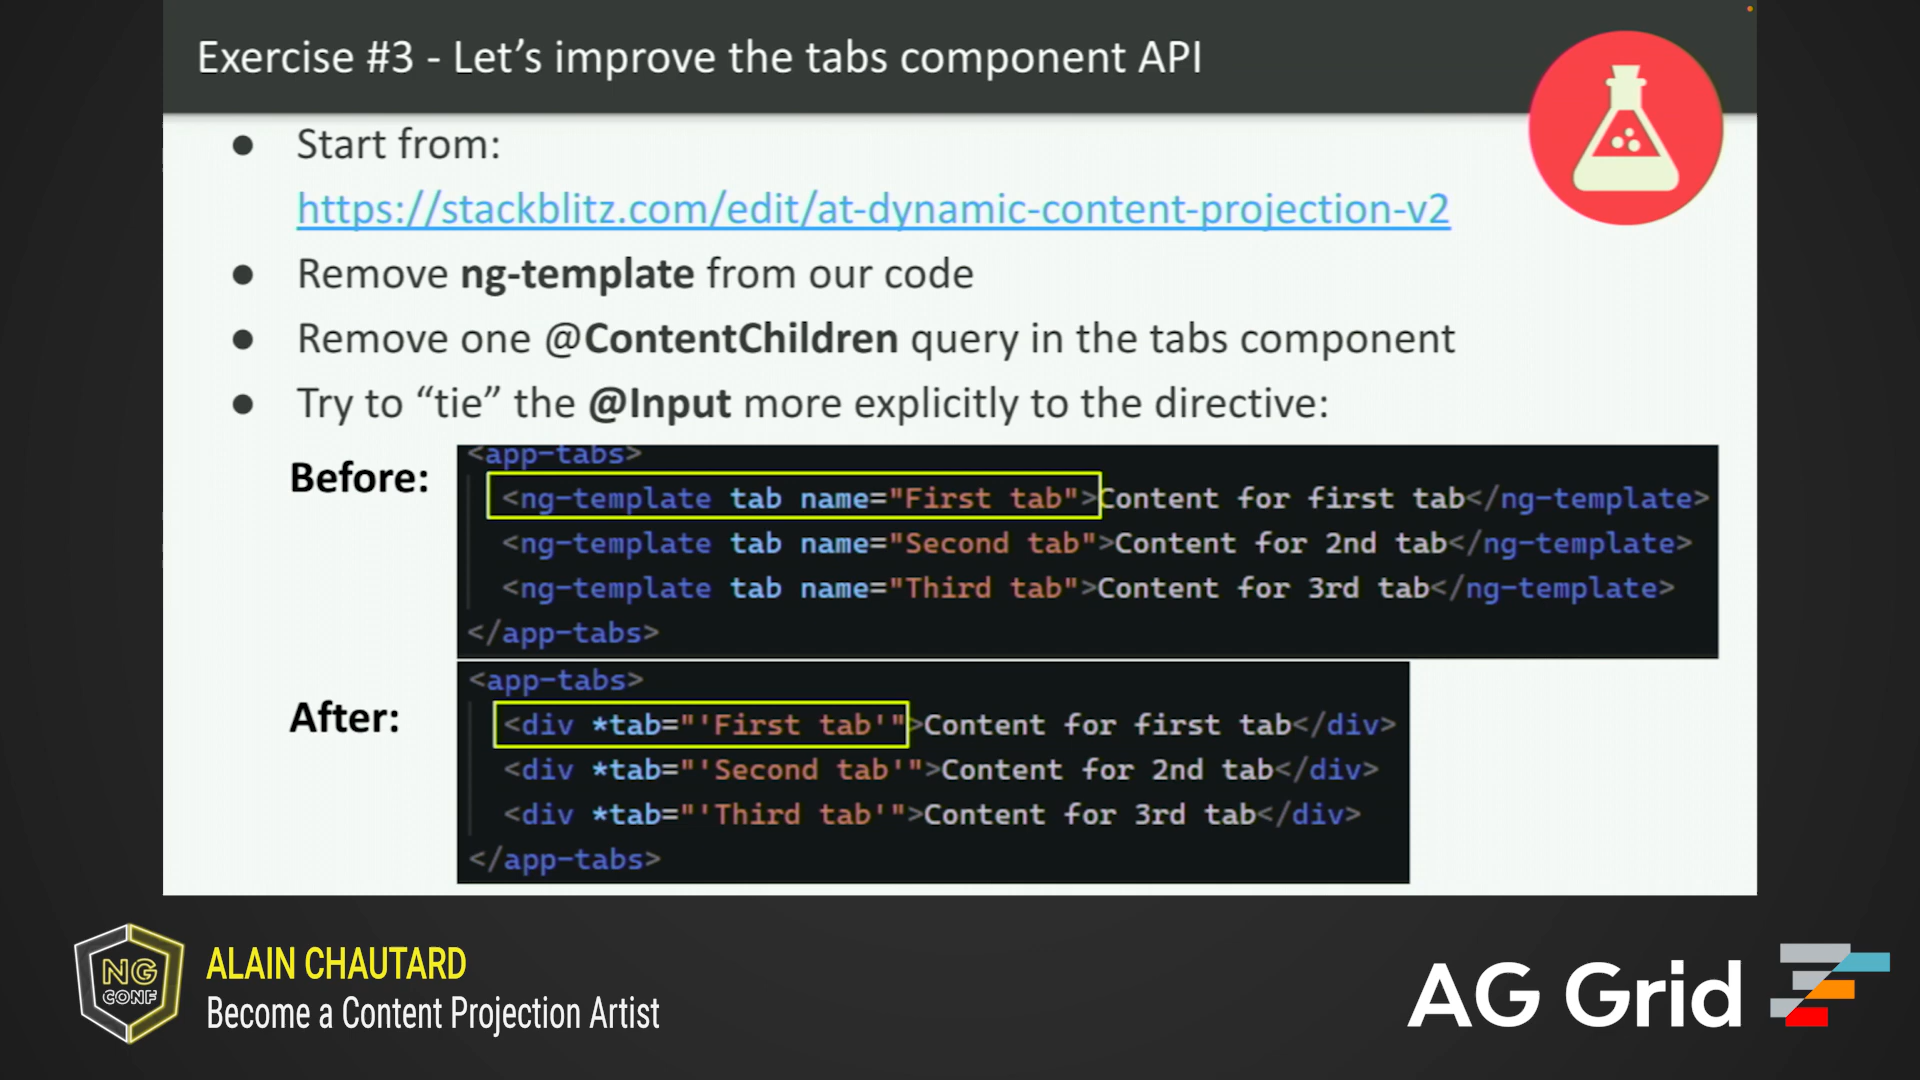 Exercise #3 - Let’s improve the tabs component API
● Start from:
https://stackblitz.com/edit/at-dynamic-content-projection-v2
● Remove ng-template from our code
● Remove one @ContentChildren query in the tabs component
● Try to “tie” the @Input more explicitly to the directive:
Before:
<app-tabs>
<ng-template tab name="First tab">Content for first tab</ng-template>
<ng-template tab name="Second tab">Content for 2nd tab</ng-template>
<ng-template tab name="Third tab">Content for 3rd tab</ng-template>
</app-tabs>
After:
<app-tabs>
<div *tab="'First tab'">Content for first tab</div>
<div *tab="'Second tab'">Content for 2nd tab</div>
<div *tab="'Third tab'">Content for 3rd tab</div>
</app-tabs>
NG
CONF
ALAIN CHAUTARD
Become a Content Projection Artist
AG Grid